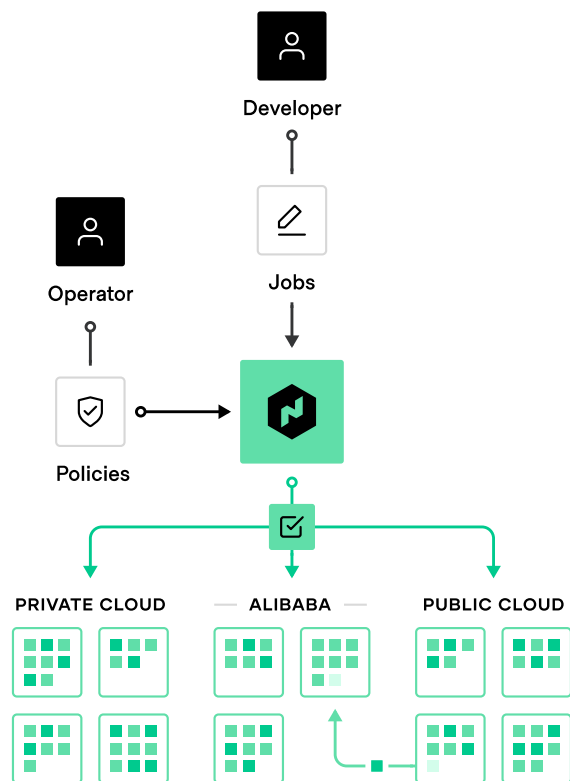 Developer
Operator
Jobs
Policies
PRIVATE CLOUD
ALIBABA
PUBLIC CLOUD